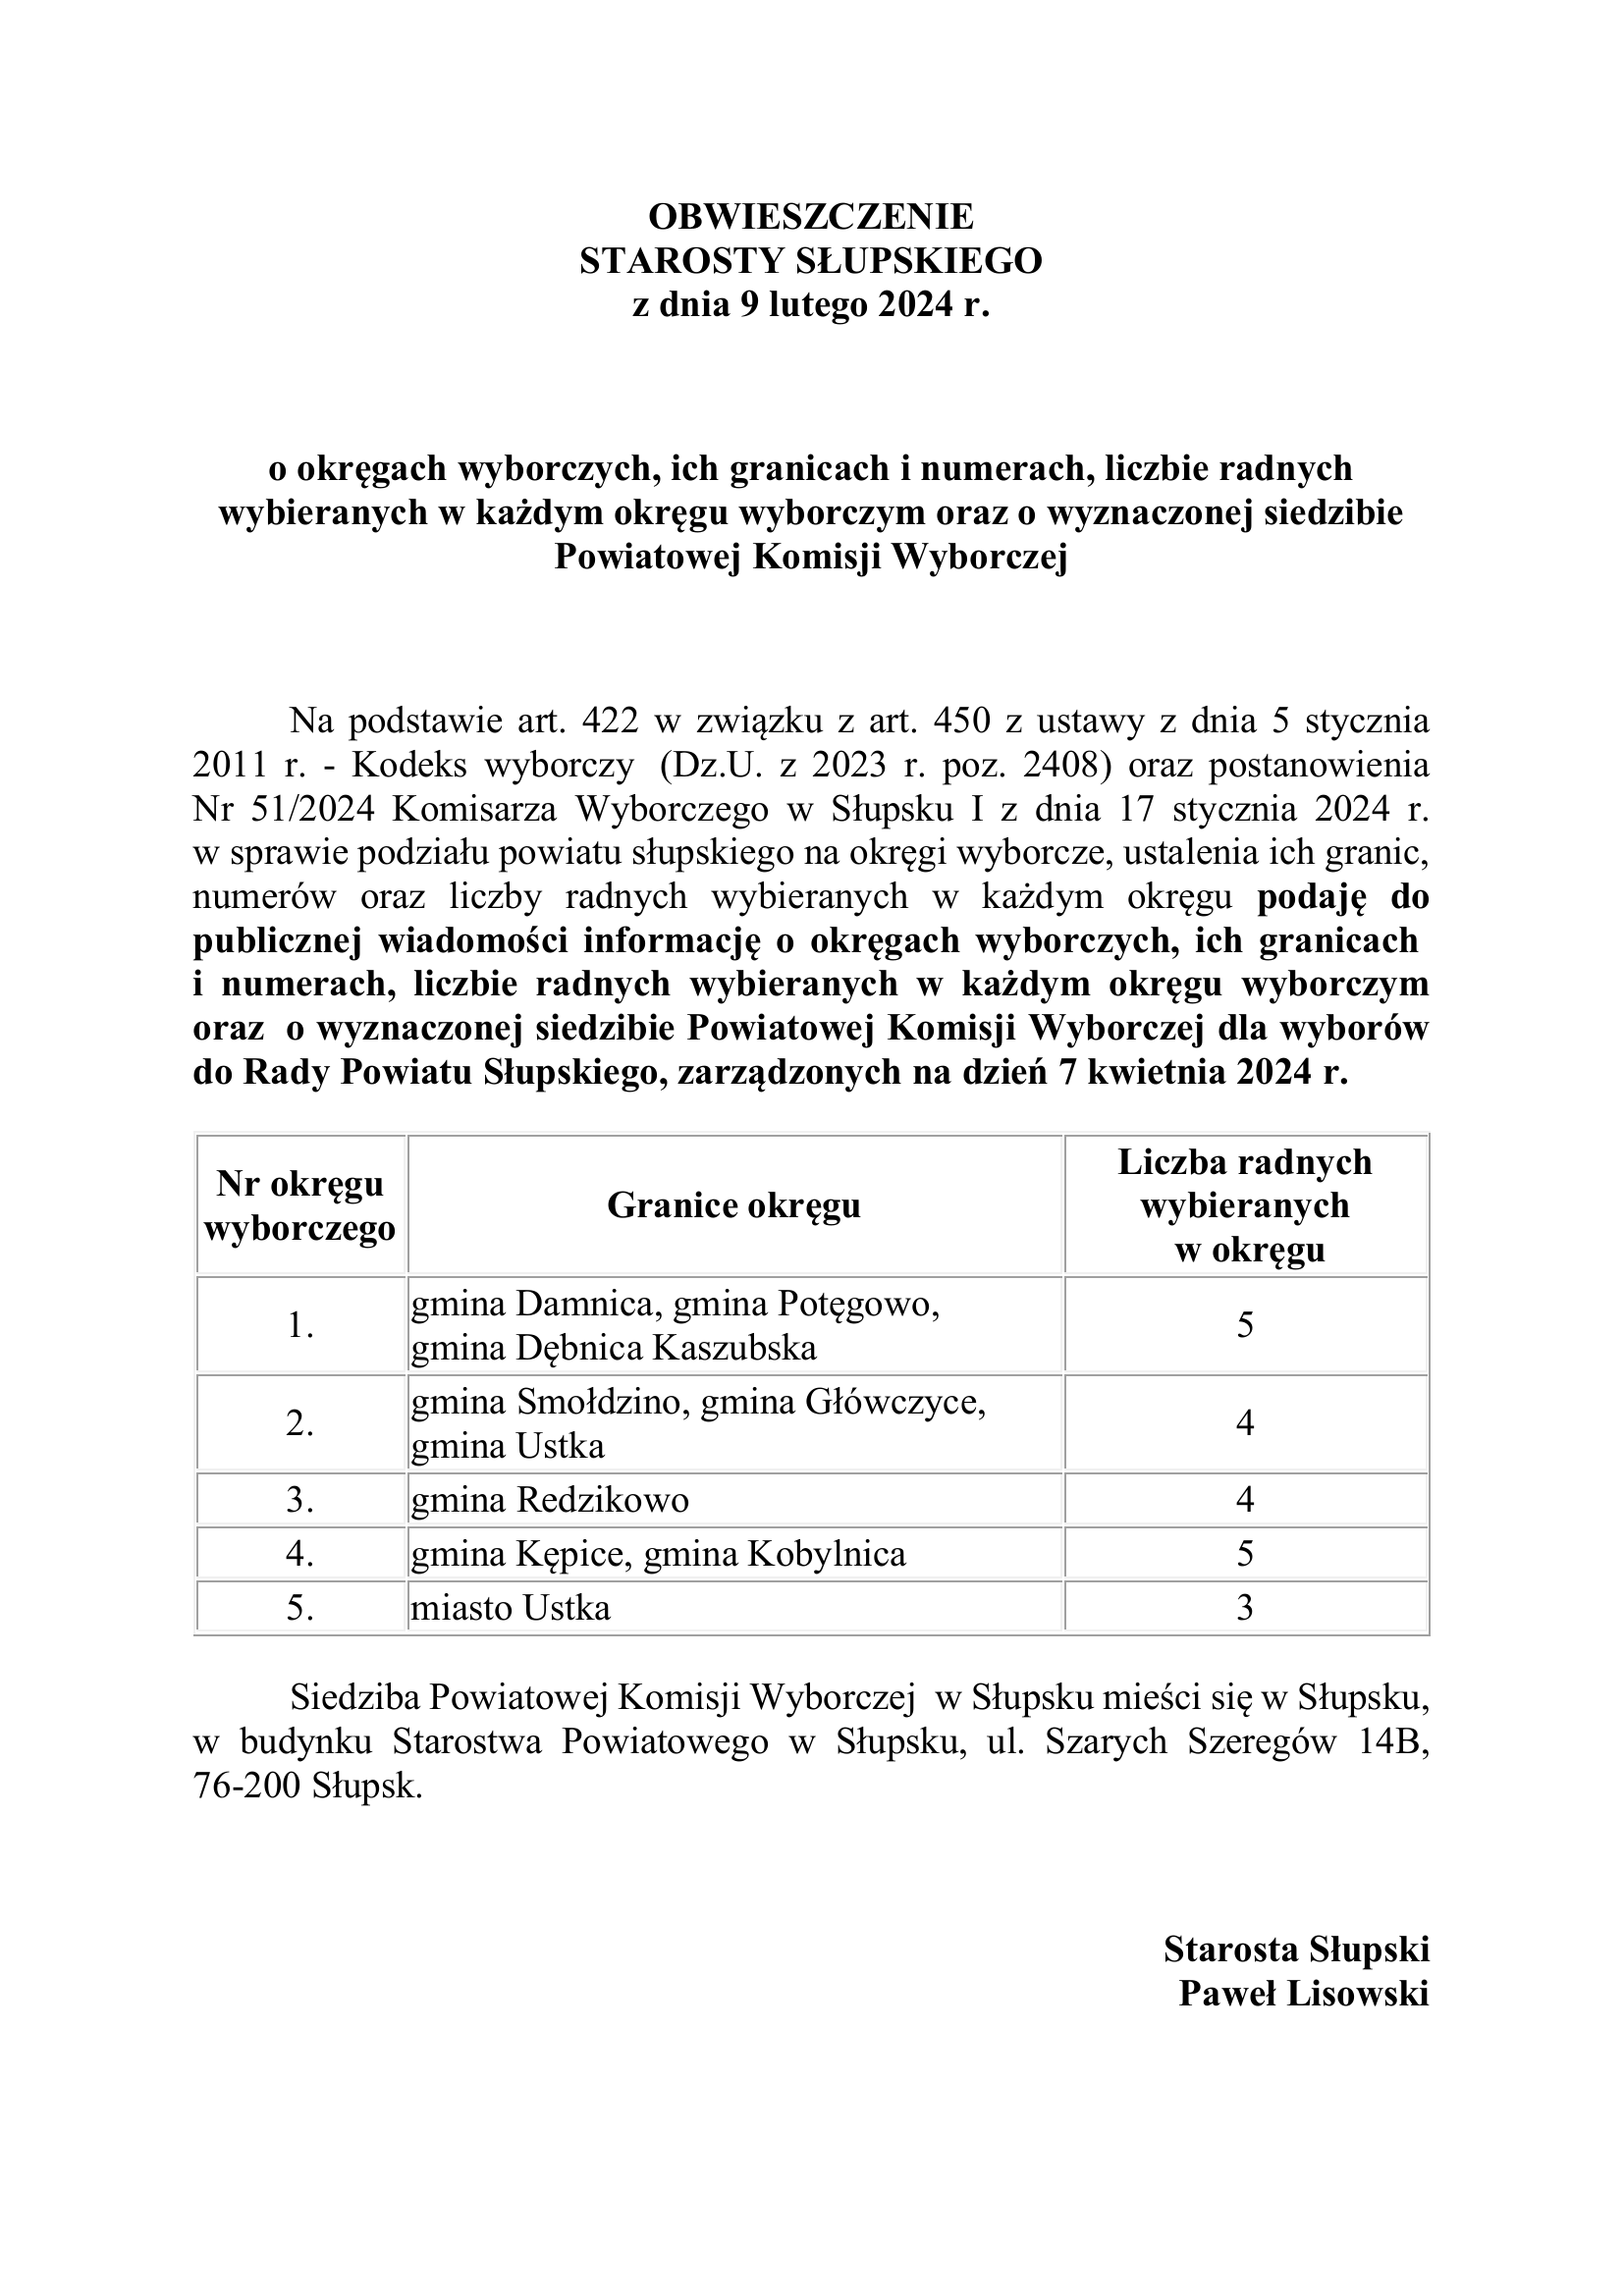 OBWIESZCZENIE
STAROSTY SŁUPSKIEGO
z dnia 9 lutego 2024 r.
o okręgach wyborczych, ich granicach i numerach, liczbie radnych
wybieranych w każdym okręgu wyborczym oraz o wyznaczonej siedzibie
Powiatowej Komisji Wyborczej
Na podstawie art. 422 w związku z art. 450 z ustawy z dnia 5 stycznia
2011 r. - Kodeks wyborczy (Dz.U. z 2023 r. poz. 2408) oraz postanowienia
Nr 51/2024 Komisarza Wyborczego w Słupsku I z dnia 17 stycznia 2024 r.
w sprawie podziału powiatu słupskiego na okręgi wyborcze, ustalenia ich granic,
numerów oraz liczby radnych wybieranych w każdym okręgu podaję do
publicznej wiadomości informację o okręgach wyborczych, ich granicach
i numerach, liczbie radnych wybieranych w każdym okręgu wyborczym
oraz o wyznaczonej siedzibie Powiatowej Komisji Wyborczej dla wyborów
do Rady Powiatu Słupskiego, zarządzonych na dzień 7 kwietnia 2024 r.
Nr okręgu
wyborczego
Granice okręgu
Liczba radnych
wybieranych
w okręgu
1.
gmina Damnica, gmina Potęgowo,
gmina Dębnica Kaszubska
5
2.
gmina Smołdzino, gmina Główczyce,
gmina Ustka
4
3.
gmina Redzikowo
4
4.
gmina Kępice, gmina Kobylnica
5
5.
miasto Ustka
3
Siedziba Powiatowej Komisji Wyborczej w Słupsku mieści się w Słupsku,
w budynku Starostwa Powiatowego w Słupsku, ul. Szarych Szeregów 14B,
76-200 Słupsk.
Starosta Słupski
Paweł Lisowski